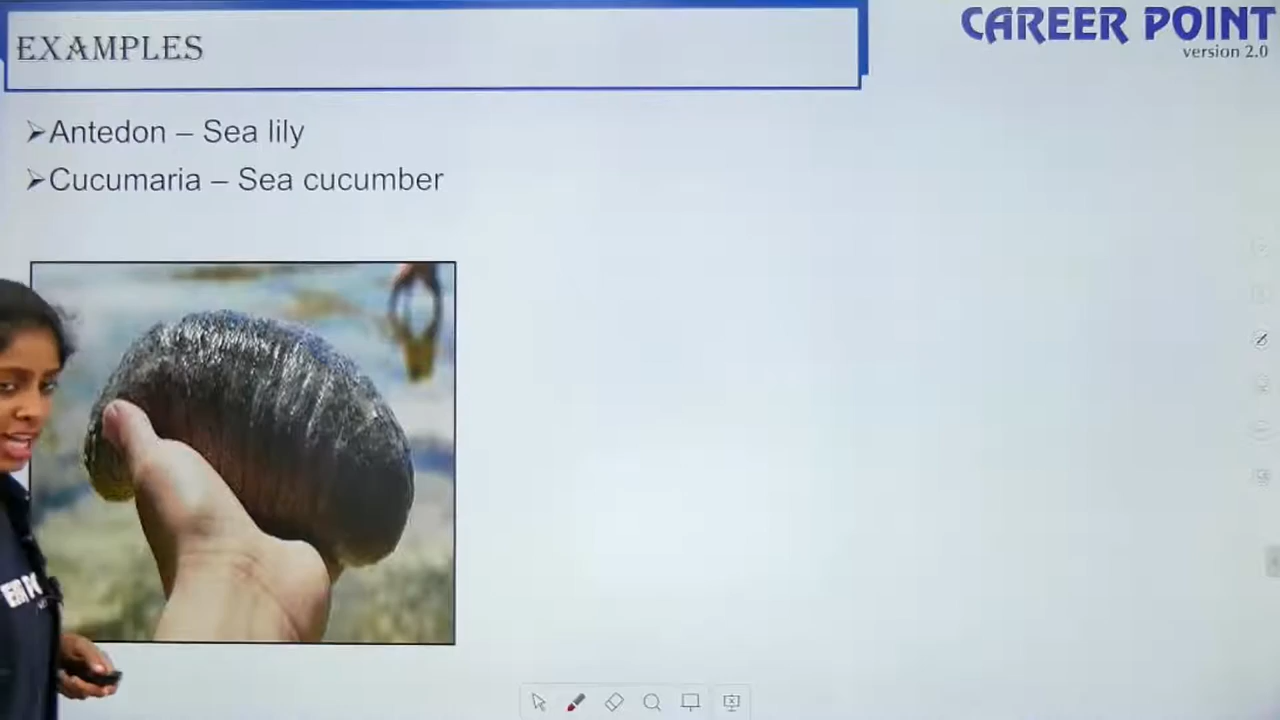 EXAMPLES
CAREER POINT
version 2.0
➢Antedon – Sea lily
➢Cucumaria – Sea cucumber